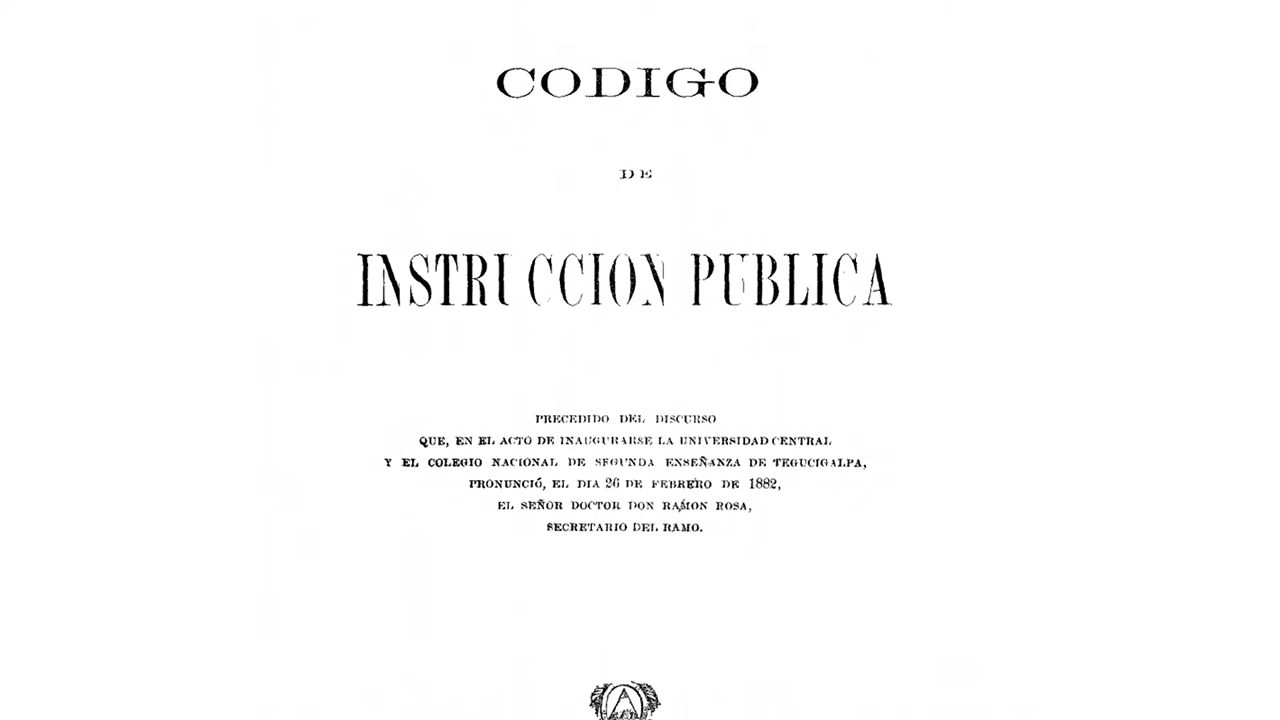 CODIGO
DE
INSTRUCCION PUBLICA
PRECEDIDO DEL DISCURSO
QUE, EN EL ACTO DE INAUGURARSE LA UNIVERSIDAD CENTRAL
Y EL COLEGIO NACIONAL DE SEGUNDA ENSEÑANZA DE TEGUCIGALPA,
PRONUNCIÓ, EL DIA 26 DE FEBRERO DE 1882,
EL SEÑOR DOCTOR DON RAMON ROSA,
SECRETARIO DEL RAMO.